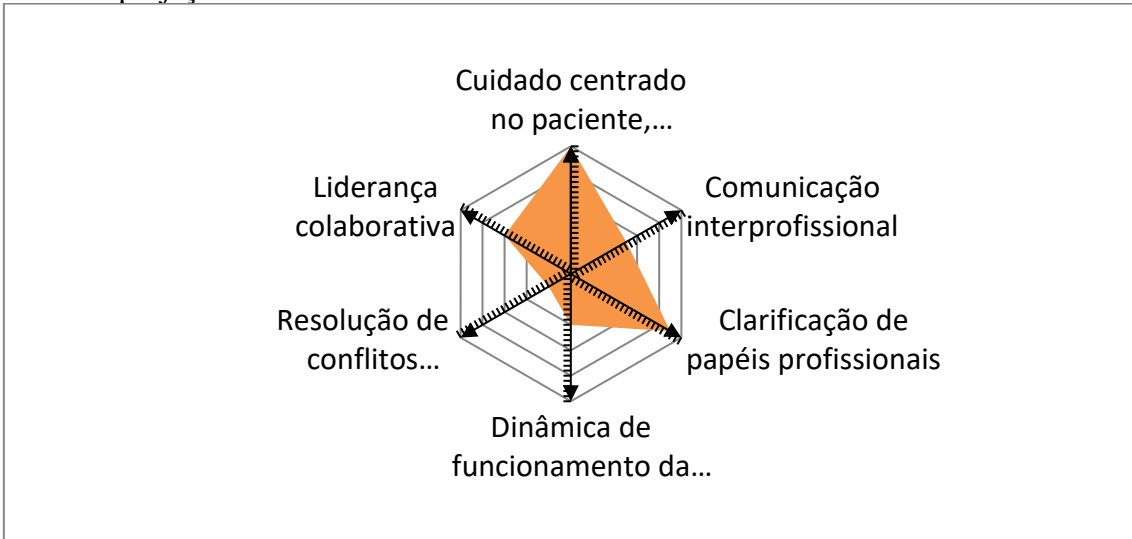 Cuidado centrado
no paciente,...
Comunicação
interprofissional
Clarificação de
papéis profissionais
Dinâmica de
funcionamento da...
Resolução de
conflitos...
Liderança
colaborativa